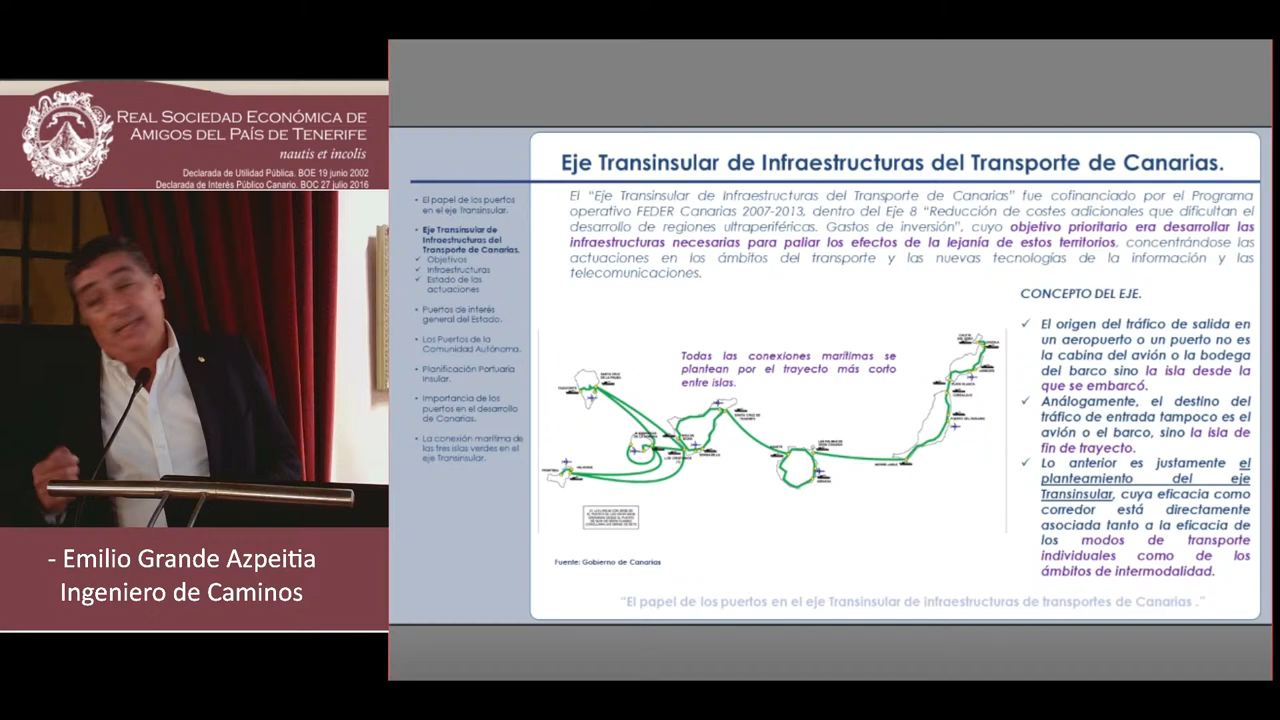 REAL SOCIEDAD ECONÓMICA DE
AMIGOS DEL PAÍS DE TENERIFE
nautis et incolis
Declarada de Utilidad Pública. BOE 19 junio 2002
Declarada de Interés Público Canario. BOC 27 julio 2016
- Emilio Grande Azpeitia
Ingeniero de Caminos
Eje Transinsular de Infraestructuras del Transporte de Canarias.
• El papel de los puertos
en el eje Transinsular.
• Eje Transinsular de
Infraestructuras del
Transporte de Canarias.
✓ Objetivos
✓ Infraestructuras
✓ Estado de las
actuaciones
• Puertos de interés
general del Estado.
• Los Puertos de la
Comunidad Autónoma.
• Planificación Portuaria
Insular.
• Importancia de los
puertos en el desarrollo
de Canarias.
• La conexión marítima de
las tres islas verdes en el
eje Transinsular.
El “Eje Transinsular de Infraestructuras del Transporte de Canarias” fue cofinanciado por el Programa
operativo FEDER Canarias 2007-2013, dentro del Eje 8 “Reducción de costes adicionales que dificultan el
desarrollo de regiones ultraperiféricas. Gastos de inversión”, cuyo objetivo prioritario era desarrollar las
infraestructuras necesarias para paliar los efectos de la lejanía de estos territorios, concentrándose las
actuaciones en los ámbitos del transporte y las nuevas tecnologías de la información y las
telecomunicaciones.
Todas las conexiones marítimas se
plantean por el trayecto más corto
entre islas.
Fuente: Gobierno de Canarias
CONCEPTO DEL EJE.
✓ El origen del tráfico de salida en
un aeropuerto o un puerto no es
la cabina del avión o la bodega
del barco sino la isla desde la
que se embarcó.
✓ Análogamente, el destino del
tráfico de entrada tampoco es el
avión o el barco, sino la isla de
fin de trayecto.
✓ Lo anterior es justamente el
planteamiento del eje
Transinsular, cuya eficacia como
corredor está directamente
asociada tanto a la eficacia de
los modos de transporte
individuales como de los
ámbitos de intermodalidad.
“El papel de los puertos en el eje Transinsular de Infraestructuras de transportes de Canarias .”